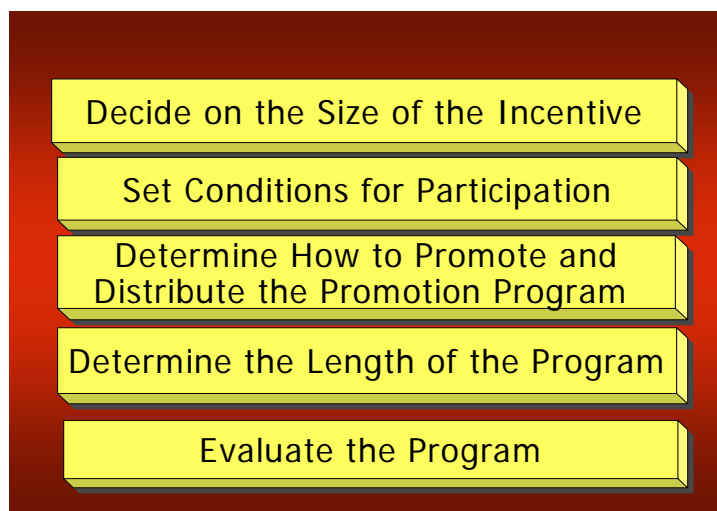 Decide on the Size of the Incentive
Set Conditions for Participation
Determine How to Promote and
Distribute the Promotion Program
Determine the Length of the Program
Evaluate the Program